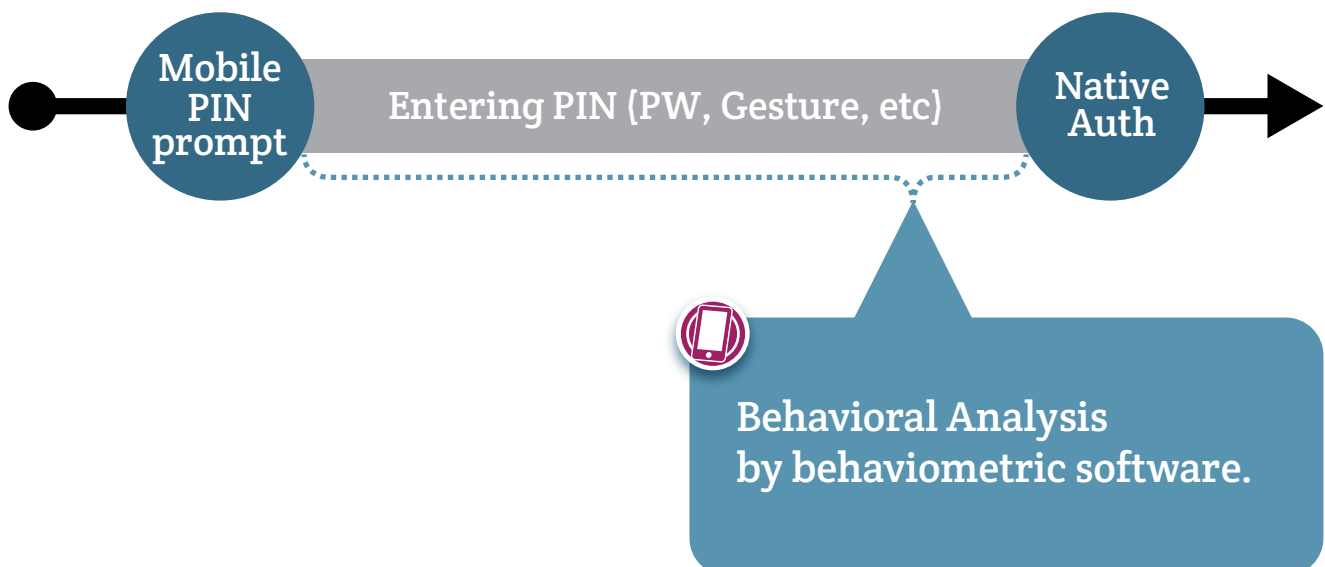 Mobile
PIN
prompt
Entering PIN (PW, Gesture, etc)
Native
Auth
Behavioral Analysis
by behaviometric software.